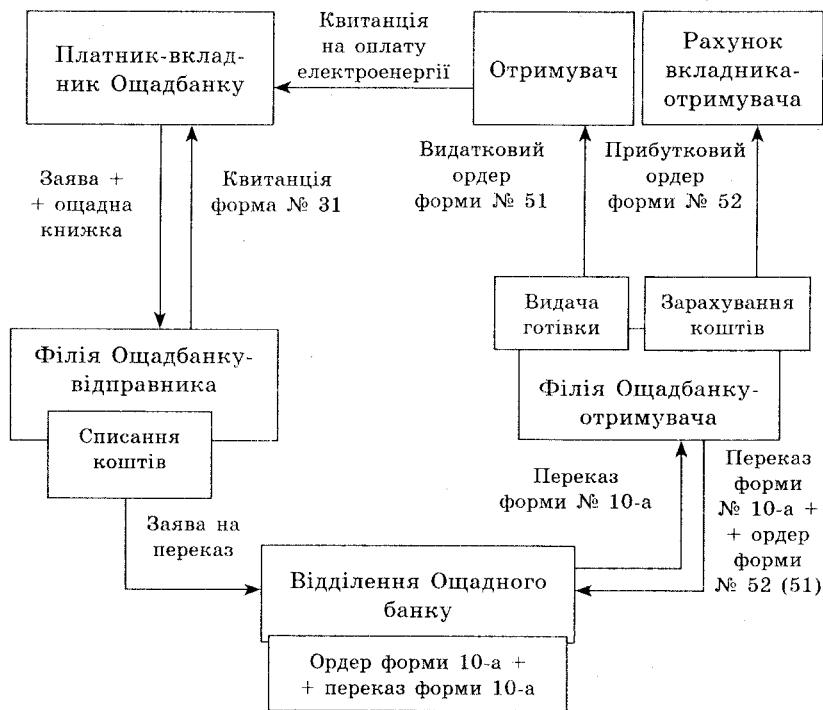 Платник-вклад-
ник Ощадбанку
Квитанція
на оплату
електроенергії
Отримувач
Рахунок
вкладника-
отримувача
Заява +
+ ощадна
книжка
Квитанція
форма № 31
Видатковий
ордер
форми № 51
Прибутковий
ордер
форми № 52
Видача
готівки
Зарахування
коштів
Філія Ощадбанку-
відправника
Списання
коштів
Філія Ощадбанку-
отримувача
Заява на
переказ
Переказ
форми № 10-а
Переказ
форми
№ 10-а +
+ ордер
форми
№ 52 (51)
Відділення Ощадного
банку
Ордер форми 10-а +
+ переказ форми 10-а